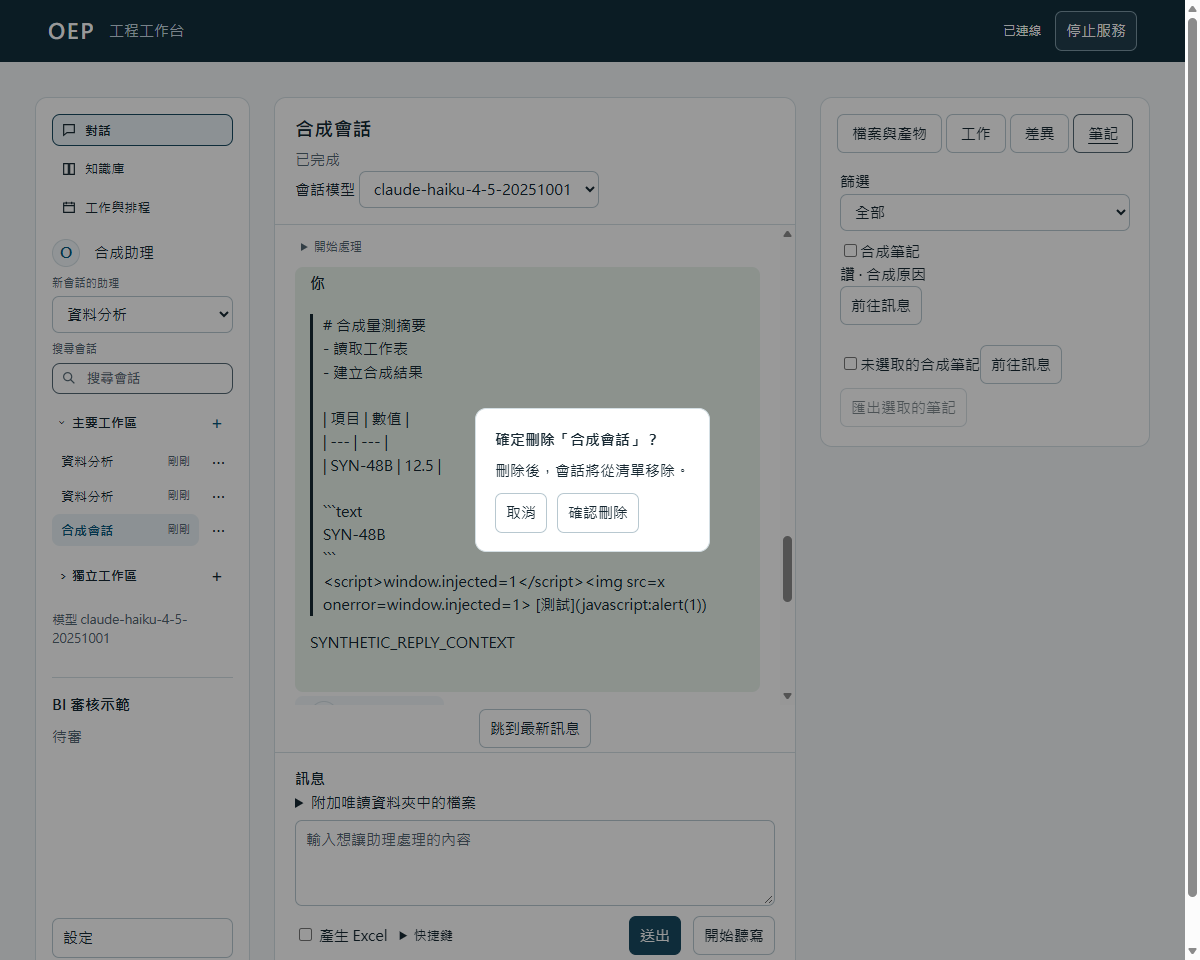 OEP 工程工作台
已連線
停止服務
對話
知識庫
工作與排程
O 合成助理
新會話的助理
資料分析
搜尋會話
搜尋會話
主要工作區 +
資料分析 剛剛 ...
資料分析 剛剛 ...
合成會話 剛剛 ...
獨立工作區 +
模型 claude-haiku-4-5-
20251001
BI 審核示範
待審
設定
合成會話
已完成
會話模型 claude-haiku-4-5-20251001
開始處理
你
# 合成量測摘要
- 讀取工作表
- 建立合成結果
| 項目 | 數值 |
| --- | --- |
| SYN-48B | 12.5 |
```text
SYN-48B
```
<script>window.injected=1</script><img src=x
onerror=window.injected=1> [測試](javascript:alert(1))
SYNTHETIC_REPLY_CONTEXT
跳到最新訊息
訊息
附加唯讀資料夾中的檔案
輸入想讓助理處理的內容
產生 Excel
快捷鍵
送出
開始聽寫
確定刪除「合成會話」？
刪除後，會話將從清單移除。
取消
確認刪除
檔案與產物
工作
差異
筆記
篩選
全部
合成筆記
讚 · 合成原因
前往訊息
未選取的合成筆記
前往訊息
匯出選取的筆記